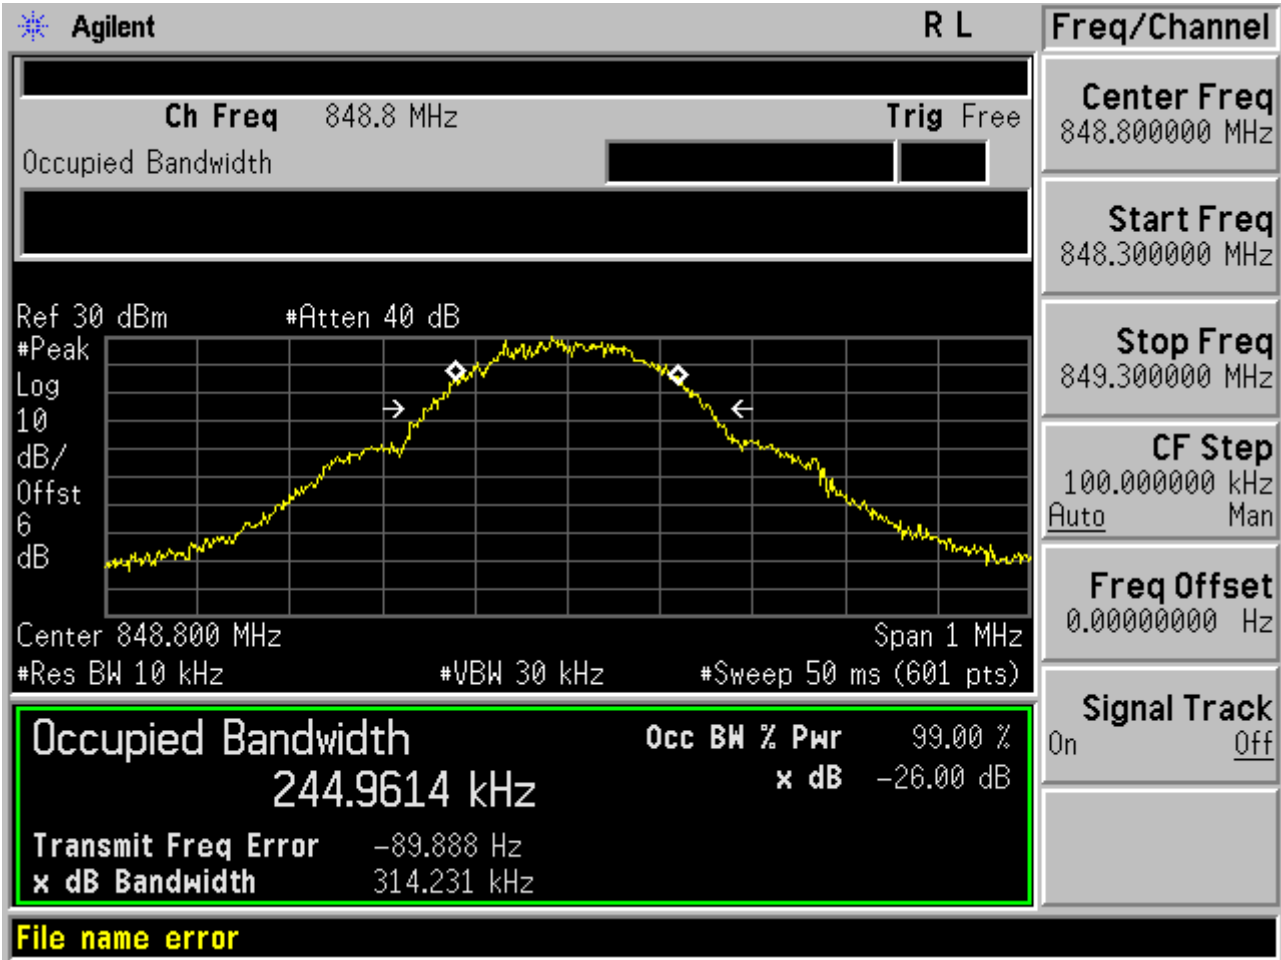 Agilent
R L
Freq/Channel
Ch Freq 848.8 MHz
Trig Free
Occupied Bandwidth
Center Freq
848.800000 MHz
Start Freq
848.300000 MHz
Stop Freq
849.300000 MHz
CF Step
100.000000 kHz
Auto Man
Freq Offset
0.00000000 Hz
Signal Track
On Off
Ref 30 dBm #Atten 40 dB
#Peak
Log
10
dB/
Offst
6
dB
Center 848.800 MHz Span 1 MHz
#Res BW 10 kHz #VBW 30 kHz #Sweep 50 ms (601 pts)
Occupied Bandwidth
244.9614 kHz
Occ BW % Pwr 99.00 %
x dB -26.00 dB
Transmit Freq Error -89.888 Hz
x dB Bandwidth 314.231 kHz
File name error